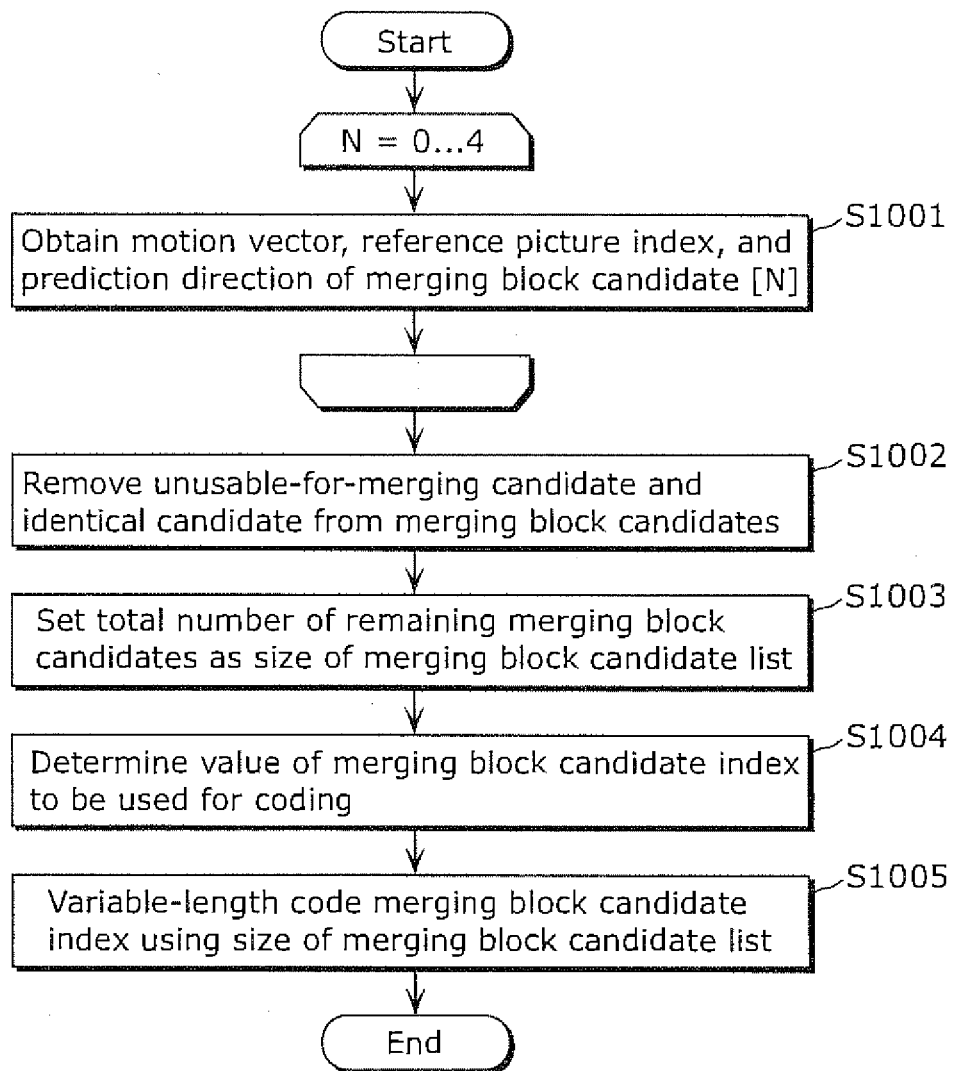 Start
N = 0...4
S1001
Obtain motion vector, reference picture index, and
prediction direction of merging block candidate [N]
S1002
Remove unusable-for-merging candidate and
identical candidate from merging block candidates
S1003
Set total number of remaining merging block
candidates as size of merging block candidate list
S1004
Determine value of merging block candidate index
to be used for coding
S1005
Variable-length code merging block candidate
index using size of merging block candidate list
End